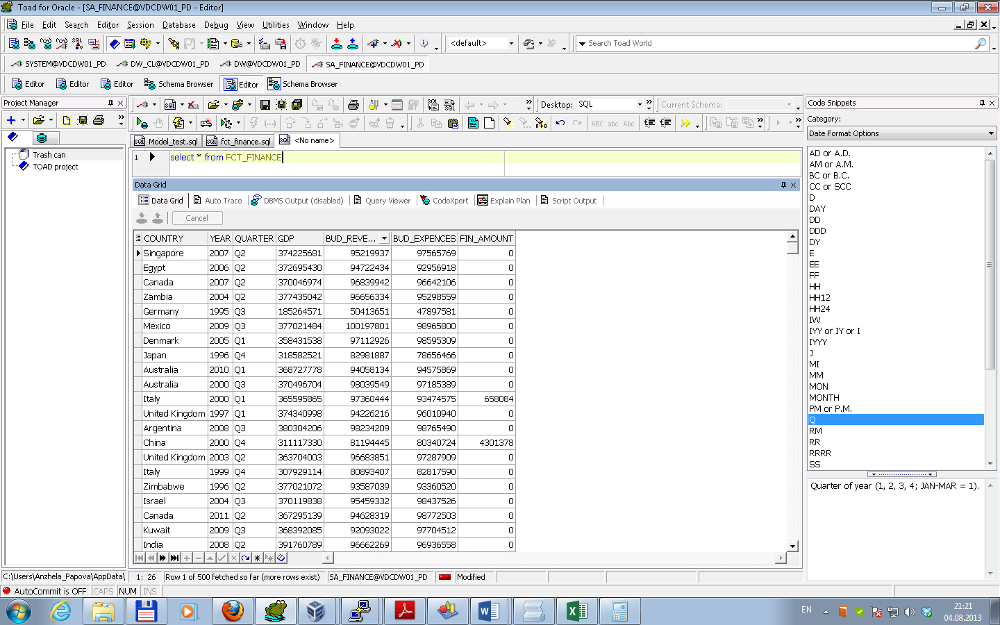 Toad for Oracle - [SA_FINANCE@VDCDW01_PD - Editor]
File Edit Search Editor Session Database Debug View Utilities Window Help
<default> Search Toad World
SYSTEM@VDCDW01_PD DW_CL@VDCDW01_PD DW@VDCDW01_PD SA_FINANCE@VDCDW01_PD
Editor Editor Editor Schema Browser Editor Schema Browser
Project Manager
Trash can
TOAD project
C:\Users\Anzhela_Papova\AppData\
Desktop: SQL Current Schema:
Model_test.sql fct_finance.sql <No name>
1 select * from FCT_FINANCE
Data Grid
Data Grid Auto Trace DBMS Output (disabled) Query Viewer CodeXpert Explain Plan Script Output
Cancel
COUNTRY YEAR QUARTER GDP BUD_REVE... BUD_EXPENCES FIN_AMOUNT
Singapore 2007 Q2 374225681 95219937 97565769 0
Egypt 2006 Q2 372695430 94722434 92956918 0
Canada 2007 Q2 370046974 96839942 96642106 0
Zambia 2004 Q2 377435042 96656334 95298559 0
Germany 1995 Q3 185264571 50413651 47897581 0
Mexico 2009 Q3 377021484 100197801 98965800 0
Denmark 2005 Q1 358431538 97112926 98595309 0
Japan 1996 Q4 318582521 82981887 78656466 0
Australia 2010 Q1 368727778 94058134 94575869 0
Australia 2000 Q3 370496704 98039549 97185389 0
Italy 2000 Q1 365595865 97360444 93474575 658084
United Kingdom 1997 Q1 374340998 94226216 96010940 0
Argentina 2008 Q3 380304206 98234209 98765490 0
China 2000 Q4 311117330 81194445 80340724 4301378
United Kingdom 2003 Q2 363704003 96683851 97287909 0
Italy 1999 Q4 307929114 80893407 82817590 0
Zimbabwe 1996 Q2 377021072 93587039 93360520 0
Israel 2004 Q3 370119838 95459332 98437526 0
Canada 2011 Q2 367295139 94628319 98772503 0
Kuwait 2009 Q3 368392085 92093022 97704512 0
India 2008 Q2 391760789 96662269 96936558 0
1: 26 Row 1 of 500 fetched so far (more rows exist) SA_FINANCE@VDCDW01_PD Modified
Code Snippets
Category:
Date Format Options
AD or A.D.
AM or A.M.
BC or B.C.
CC or SCC
D
DAY
DD
DDD
DY
E
EE
FF
HH
HH12
HH24
IW
IYY or IY or I
IYYY
J
MI
MM
MON
MONTH
PM or P.M.
Q
RM
RR
RRRR
SS
Quarter of year (1, 2, 3, 4; JAN-MAR = 1).
AutoCommit is OFF CAPS NUM INS
EN 21:21
04.08.2013